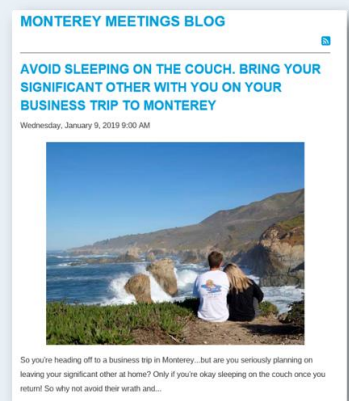 MONTEREY MEETINGS BLOG
AVOID SLEEPING ON THE COUCH. BRING YOUR
SIGNIFICANT OTHER WITH YOU ON YOUR
BUSINESS TRIP TO MONTEREY
Wednesday, January 9, 2019 9:00 AM
So you're heading off to a business trip in Monterey...but are you seriously planning on
leaving your significant other at home? Only if you're okay sleeping on the couch once you
return! So why not avoid their wrath and...